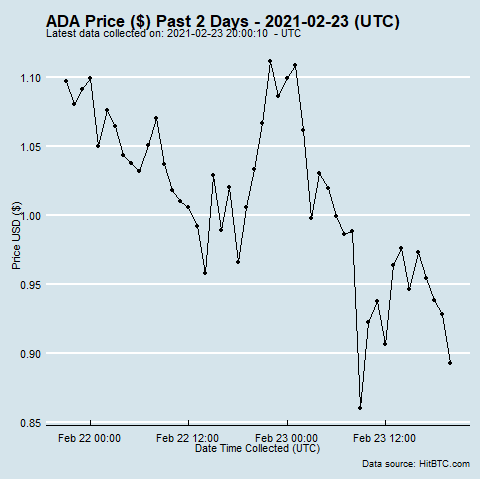 ADA Price ($) Past 2 Days - 2021-02-23 (UTC)
Latest data collected on: 2021-02-23 20:00:10  - UTC
Price USD ($)
1.10
1.05
1.00
0.95
0.90
0.85
Feb 22 00:00 Feb 22 12:00 Feb 23 00:00 Feb 23 12:00
Date Time Collected (UTC)
Data source: HitBTC.com